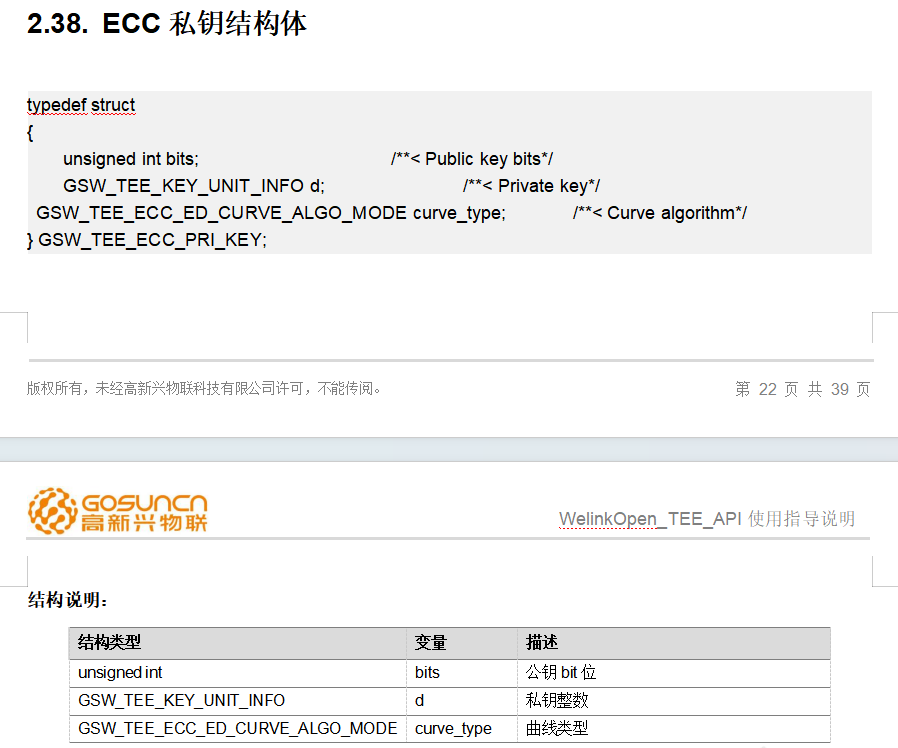 2.38. ECC 私钥结构体
typedef struct
{
unsigned int bits; /**< Public key bits*/
GSW_TEE_KEY_UNIT_INFO d; /**< Private key*/
GSW_TEE_ECC_ED_CURVE_ALGO_MODE curve_type; /**< Curve algorithm*/
} GSW_TEE_ECC_PRI_KEY;
版权所有，未经高新兴物联科技有限公司许可，不能传阅。 第 22 页 共 39 页
GOSUNCN
高新兴物联
WelinkOpen_TEE_API 使用指导说明
结构说明：
结构类型 变量 描述
unsigned int bits 公钥 bit 位
GSW_TEE_KEY_UNIT_INFO d 私钥整数
GSW_TEE_ECC_ED_CURVE_ALGO_MODE curve_type 曲线类型